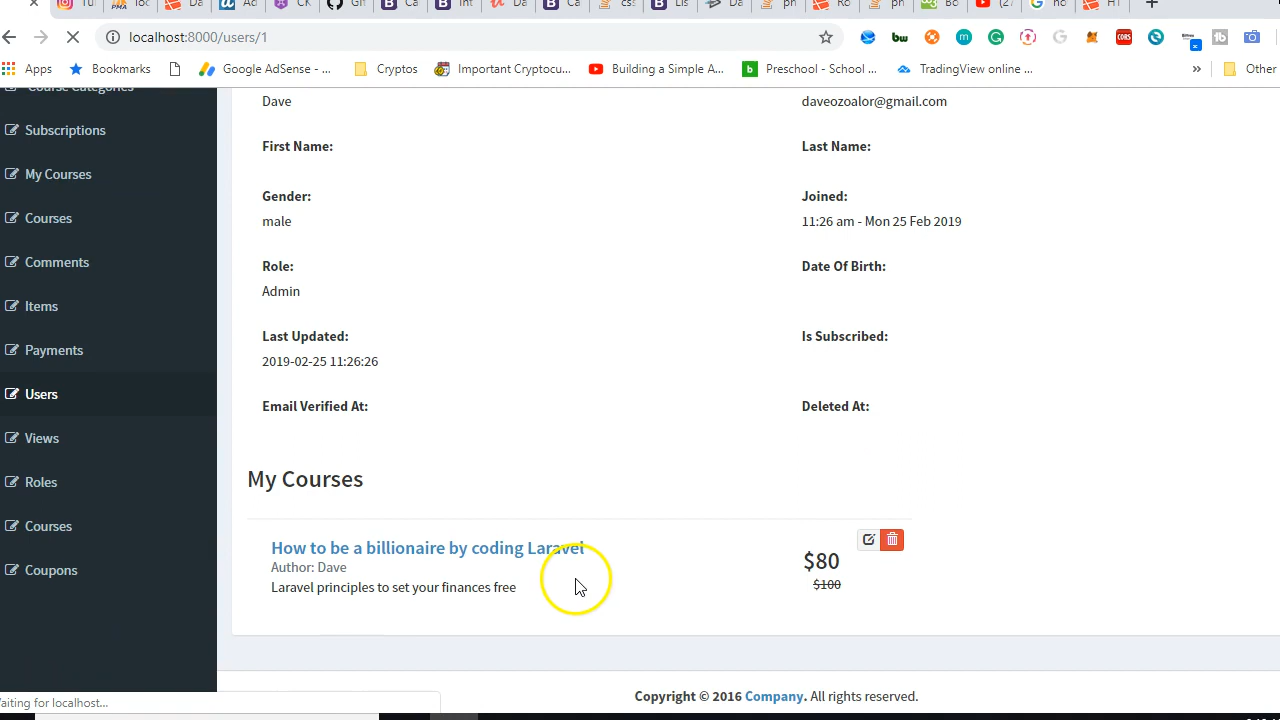 localhost:8000/users/1
Apps
Bookmarks
Google AdSense - ...
Cryptos
Important Cryptocu...
Building a Simple A...
Preschool - School ...
TradingView online ...
»
Other
Course Categories
Subscriptions
My Courses
Courses
Comments
Items
Payments
Users
Views
Roles
Courses
Coupons
Dave
daveozoalor@gmail.com
First Name:
Last Name:
Gender:
Joined:
male
11:26 am - Mon 25 Feb 2019
Role:
Date Of Birth:
Admin
Last Updated:
Is Subscribed:
2019-02-25 11:26:26
Email Verified At:
Deleted At:
My Courses
How to be a billionaire by coding Laravel
Author: Dave
Laravel principles to set your finances free
$80
$100
Copyright © 2016 Company. All rights reserved.
aiting for localhost...